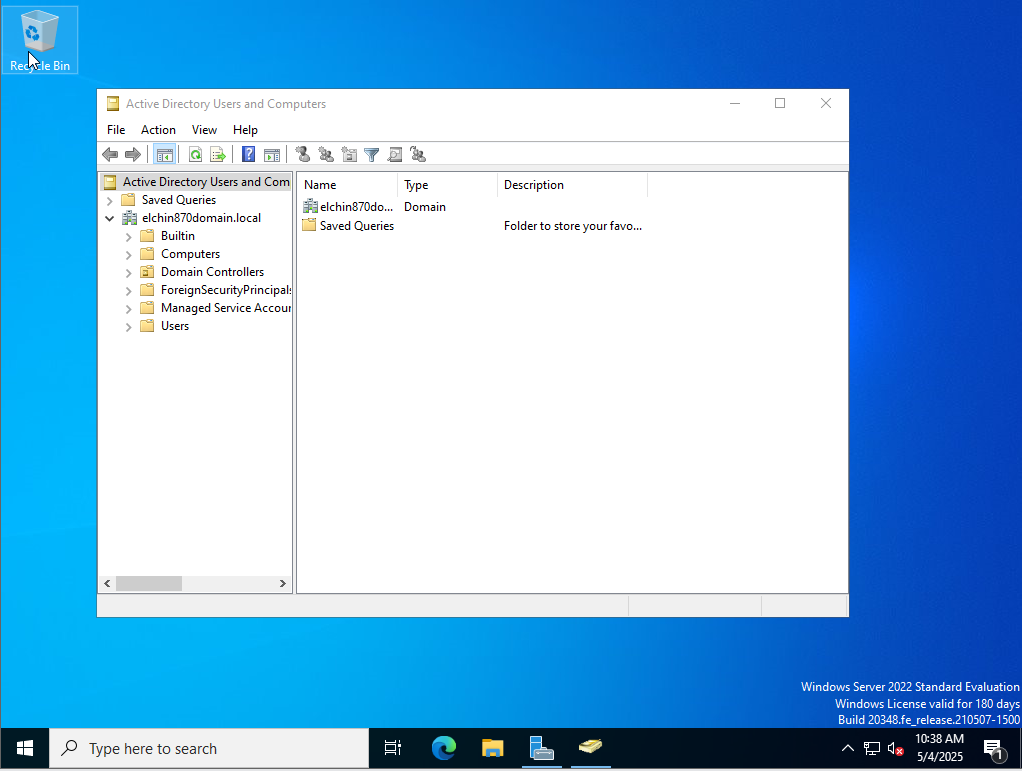 Recycle Bin
Active Directory Users and Computers
File Action View Help
Active Directory Users and Com
Saved Queries
elchin870domain.local
Builtin
Computers
Domain Controllers
ForeignSecurityPrincipals
Managed Service Accour
Users
Name Type Description
elchin870do... Domain
Saved Queries Folder to store your favo...
Windows Server 2022 Standard Evaluation
Windows License valid for 180 days
Build 20348.fe_release.210507-1500
Type here to search
10:38 AM
5/4/2025
1